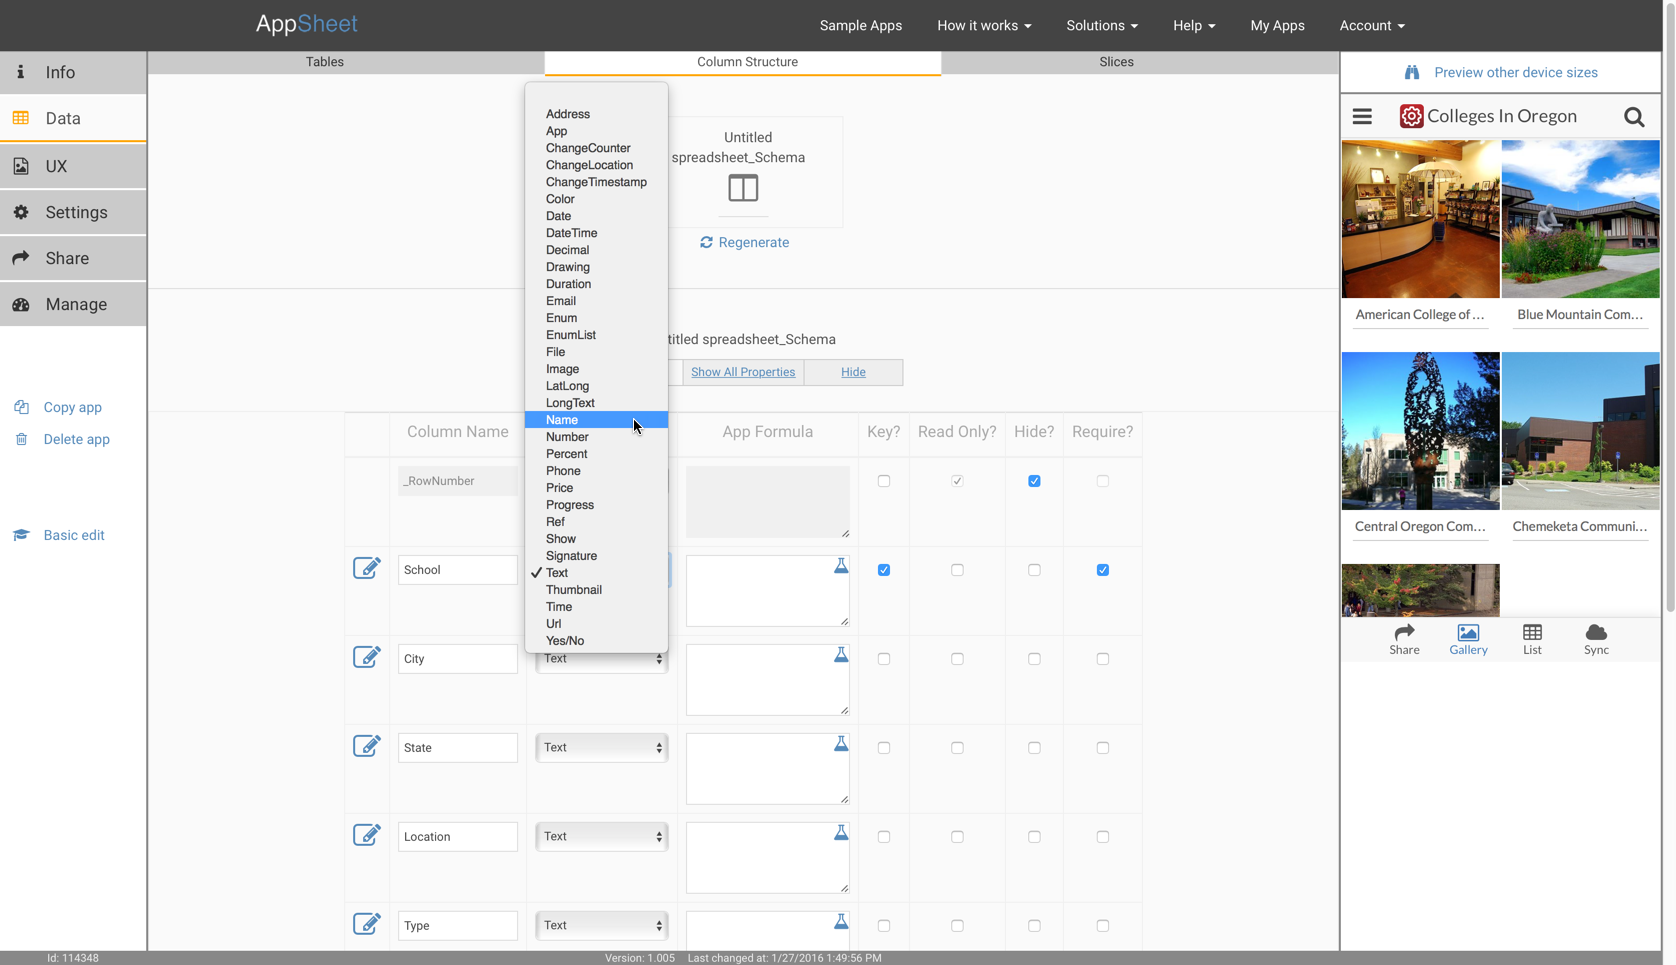 AppSheet
Sample Apps
How it works
Solutions
Help
My Apps
Account
Info
Data
UX
Settings
Share
Manage
Copy app
Delete app
Basic edit
Tables
Column Structure
Slices
Untitled
spreadsheet_Schema
Regenerate
titled spreadsheet_Schema
Show All Properties
Hide
Address
App
ChangeCounter
ChangeLocation
ChangeTimestamp
Color
Date
DateTime
Decimal
Drawing
Duration
Email
Enum
EnumList
File
Image
LatLong
LongText
Name
Number
Percent
Phone
Price
Progress
Ref
Show
Signature
Text
Thumbnail
Time
Url
Yes/No
Column Name
App Formula
Key?
Read Only?
Hide?
Require?
_RowNumber
School
City
Text
State
Text
Location
Text
Type
Text
Preview other device sizes
Colleges In Oregon
American College of ...
Blue Mountain Com...
Central Oregon Com...
Chemeketa Communi...
Share
Gallery
List
Sync
Id: 114348
Version: 1.005
Last changed at: 1/27/2016 1:49:56 PM